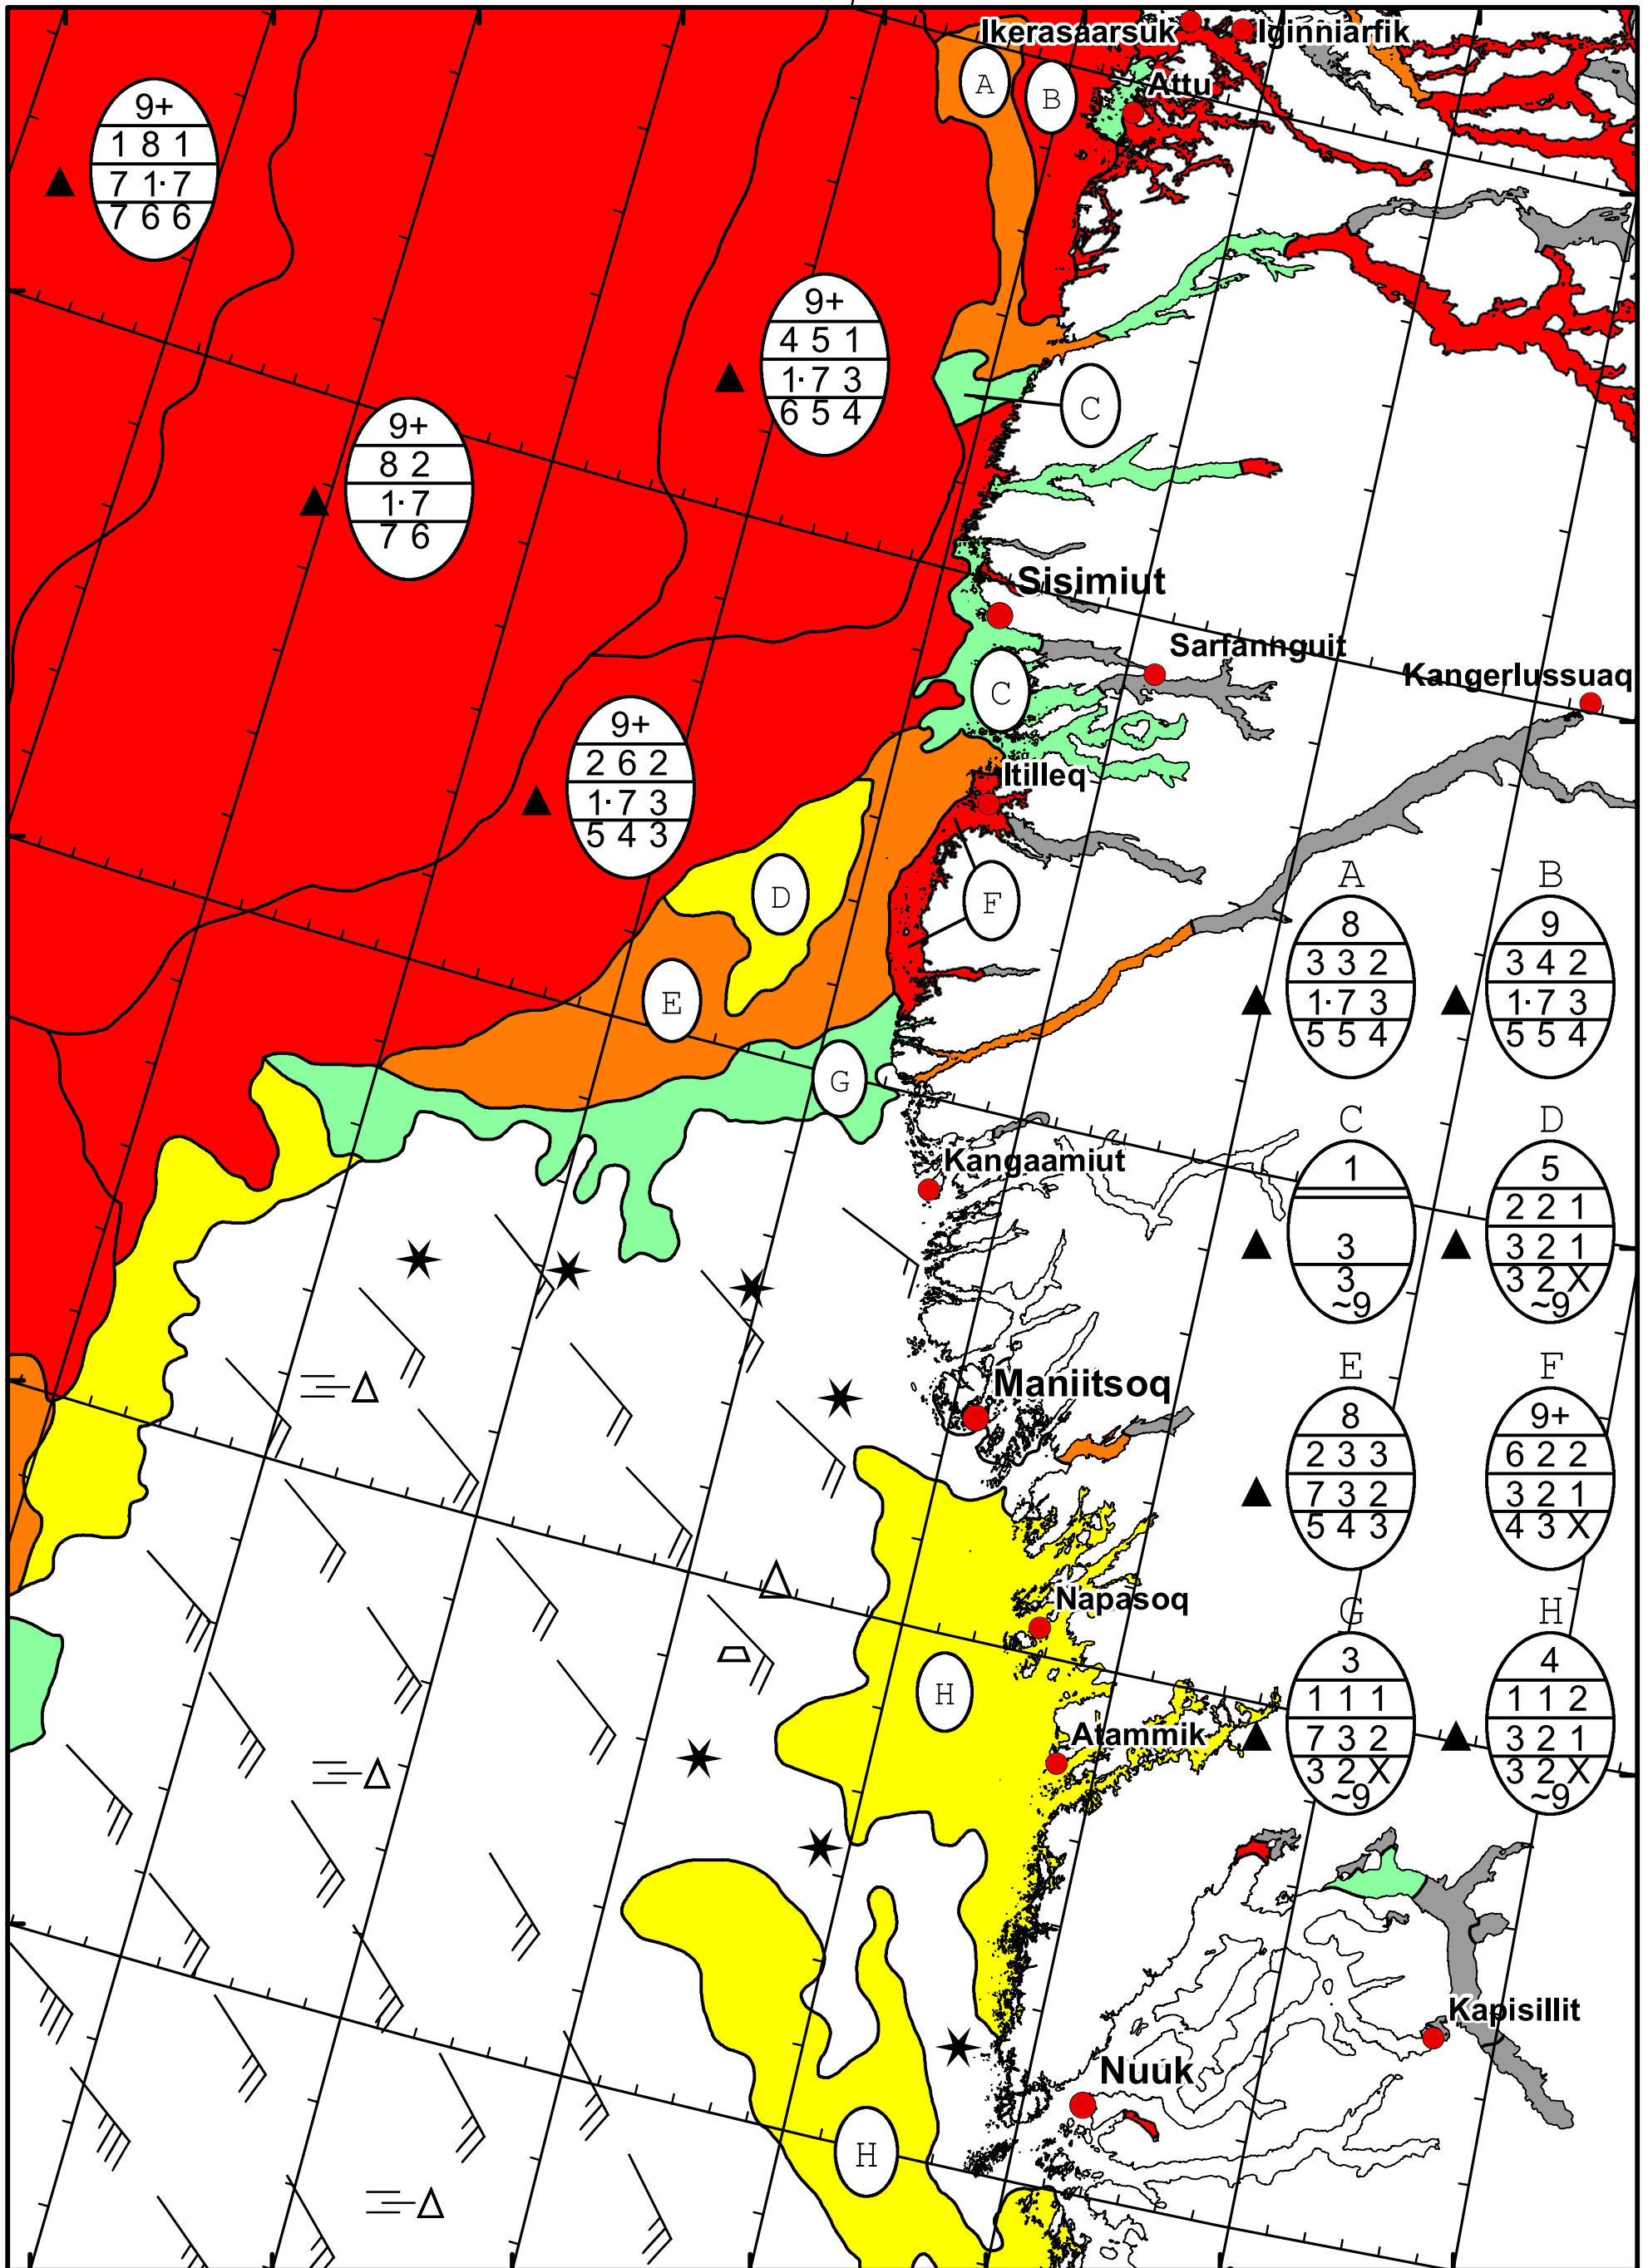 Ikerasaarsuk
Iginniarfik
A
B
Attu
9+
1 8 1
7 1· 7
7 6 6
9+
4 5 1
1· 7 3
6 5 4
C
9+
8 2
1· 7
7 6
Sisimiut
Sarfannguit
Kangerlussuaq
C
9+
2 6 2
1· 7 3
5 4 3
Itilleq
D
F
E
G
A
8
3 3 2
1· 7 3
5 5 4
B
9
3 4 2
1· 7 3
5 5 4
C
1
3
3
~9
D
5
2 2 1
3 2 1
3 2 X
~9
Kangaamiut
Maniitsoq
E
8
2 3 3
7 3 2
5 4 3
F
9+
6 2 2
3 2 1
4 3 X
Napasoq
H
Atammik
G
3
1 1 1
7 3 2
3 2 X
~9
H
4
1 1 2
3 2 1
3 2 X
~9
Kapisillit
Nuuk
H